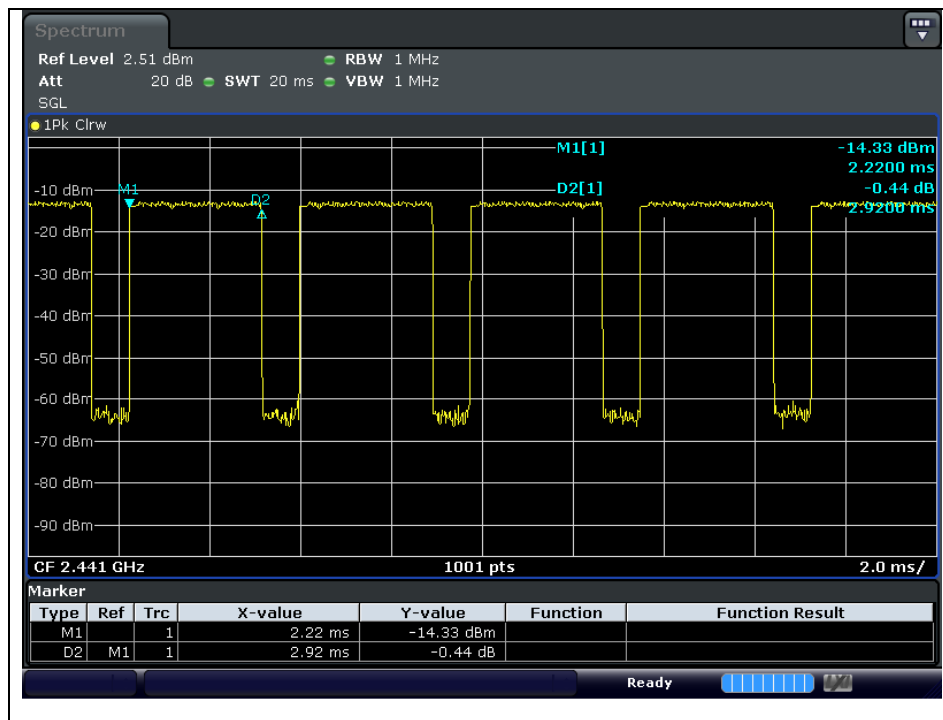 Spectrum
Ref Level 2.51 dBm RBW 1 MHz
Att 20 dB SWT 20 ms VBW 1 MHz
SGL
1Pk Clrw
M1[1] -14.33 dBm
2.2200 ms
-10 dBm M1 D2[1] -0.44 dB
D2 2.9200 ms
-20 dBm
-30 dBm
-40 dBm
-50 dBm
-60 dBm
-70 dBm
-80 dBm
-90 dBm
CF 2.441 GHz 1001 pts 2.0 ms/
Marker
Type Ref Trc X-value Y-value Function Function Result
M1 1 2.22 ms -14.33 dBm
D2 M1 1 2.92 ms -0.44 dB
Ready